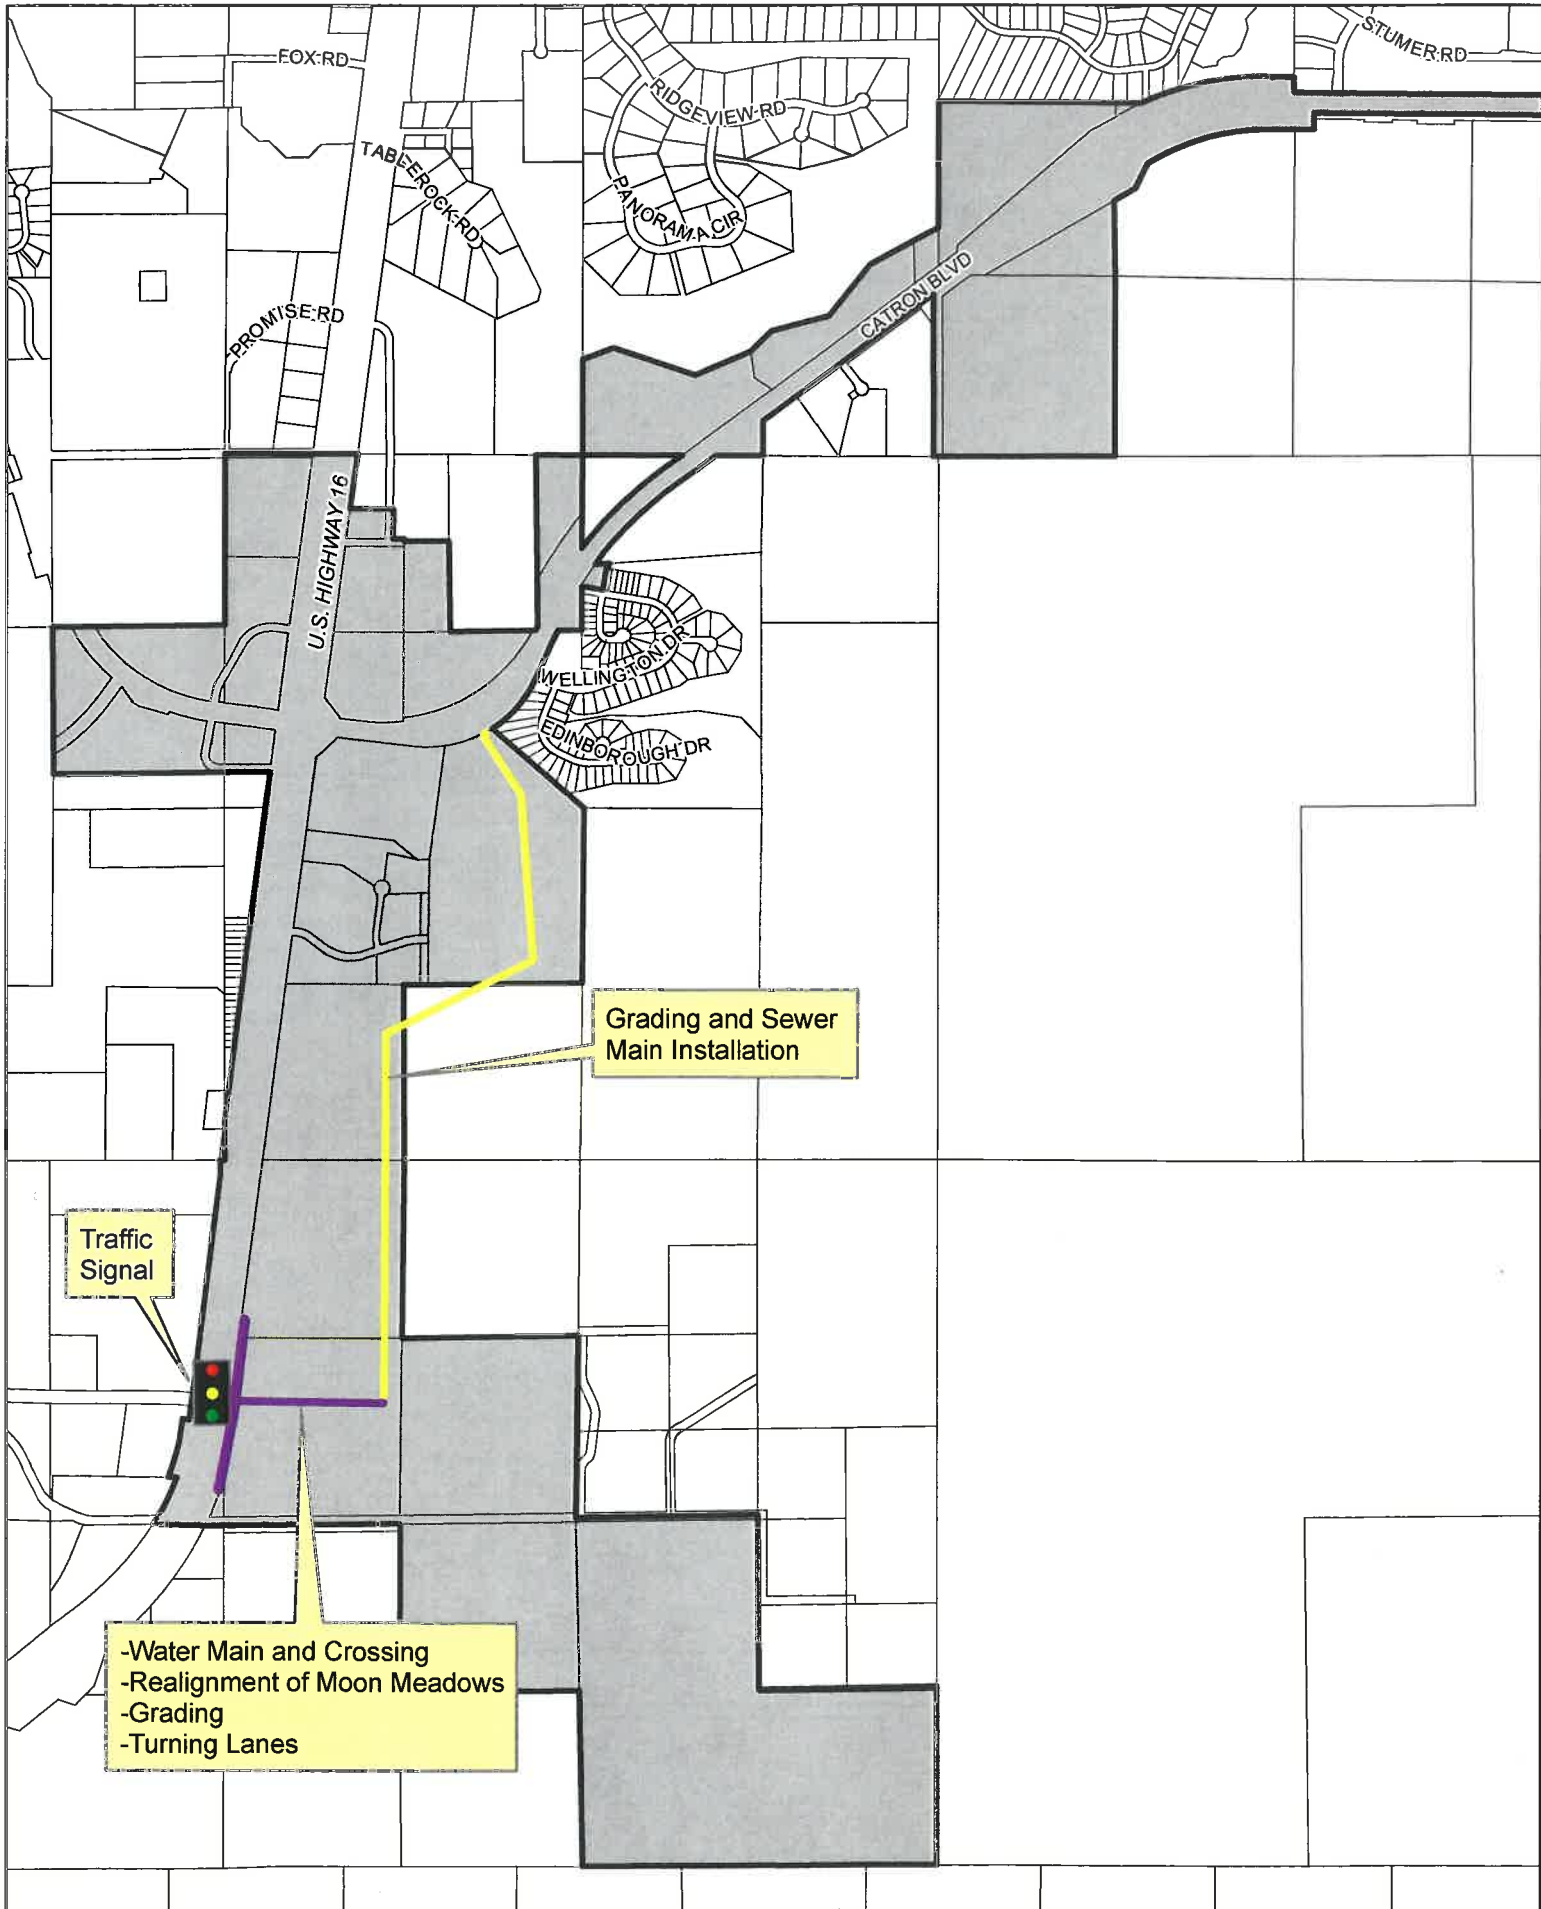 STUMER RD
FOX RD
RIDGEVIEW RD
TABLEROCK RD
PANORAMA CIR
CATRON BLVD
PROMISE RD
U.S. HIGHWAY 16
WELLINGTON DR
EDINBOROUGH DR
Grading and Sewer
Main Installation
Traffic
Signal
-Water Main and Crossing
-Realignment of Moon Meadows
-Grading
-Turning Lanes